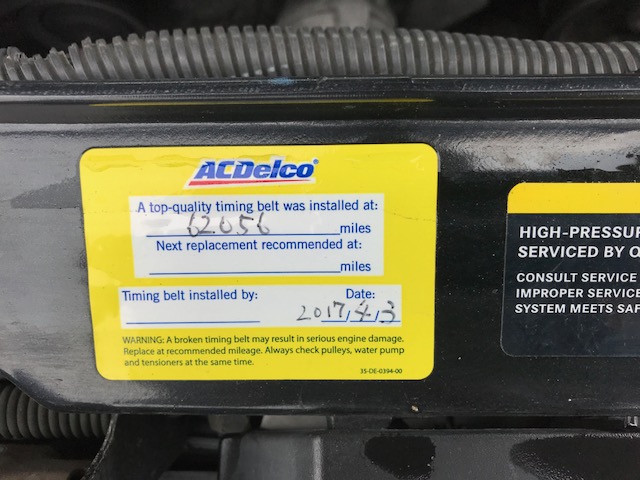 ACDelco®
A top-quality timing belt was installed at:
62056 miles
Next replacement recommended at:
miles
Timing belt installed by: Date:
2017,4,3
WARNING: A broken timing belt may result in serious engine damage.
Replace at recommended mileage. Always check pulleys, water pump
and tensioners at the same time.
35-DE-0394-00
HIGH-PRESSUR
SERVICED BY Q
CONSULT SERVICE
IMPROPER SERVICE
SYSTEM MEETS SAF